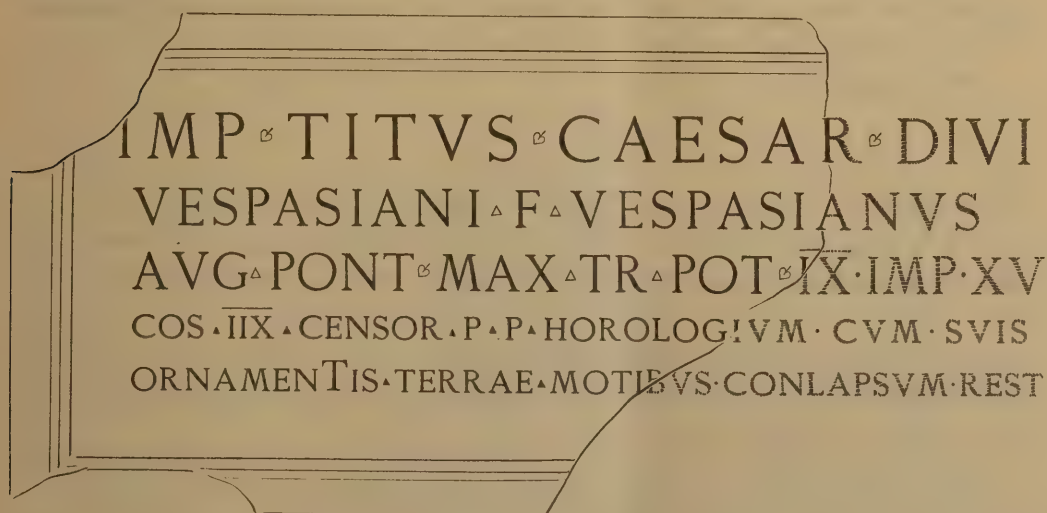 IMP · TITVS · CAESAR · DIVI
VESPASIANI · F · VESPASIANVS
AVG · PONT · MAX · TR · POT · IX · IMP · XV
COS · IIX · CENSOR · P · P · HOROLOGIVM · CVM · SVIS
ORNAMENTIS · TERRAE · MOTIBVS · CONLAPSVM · REST